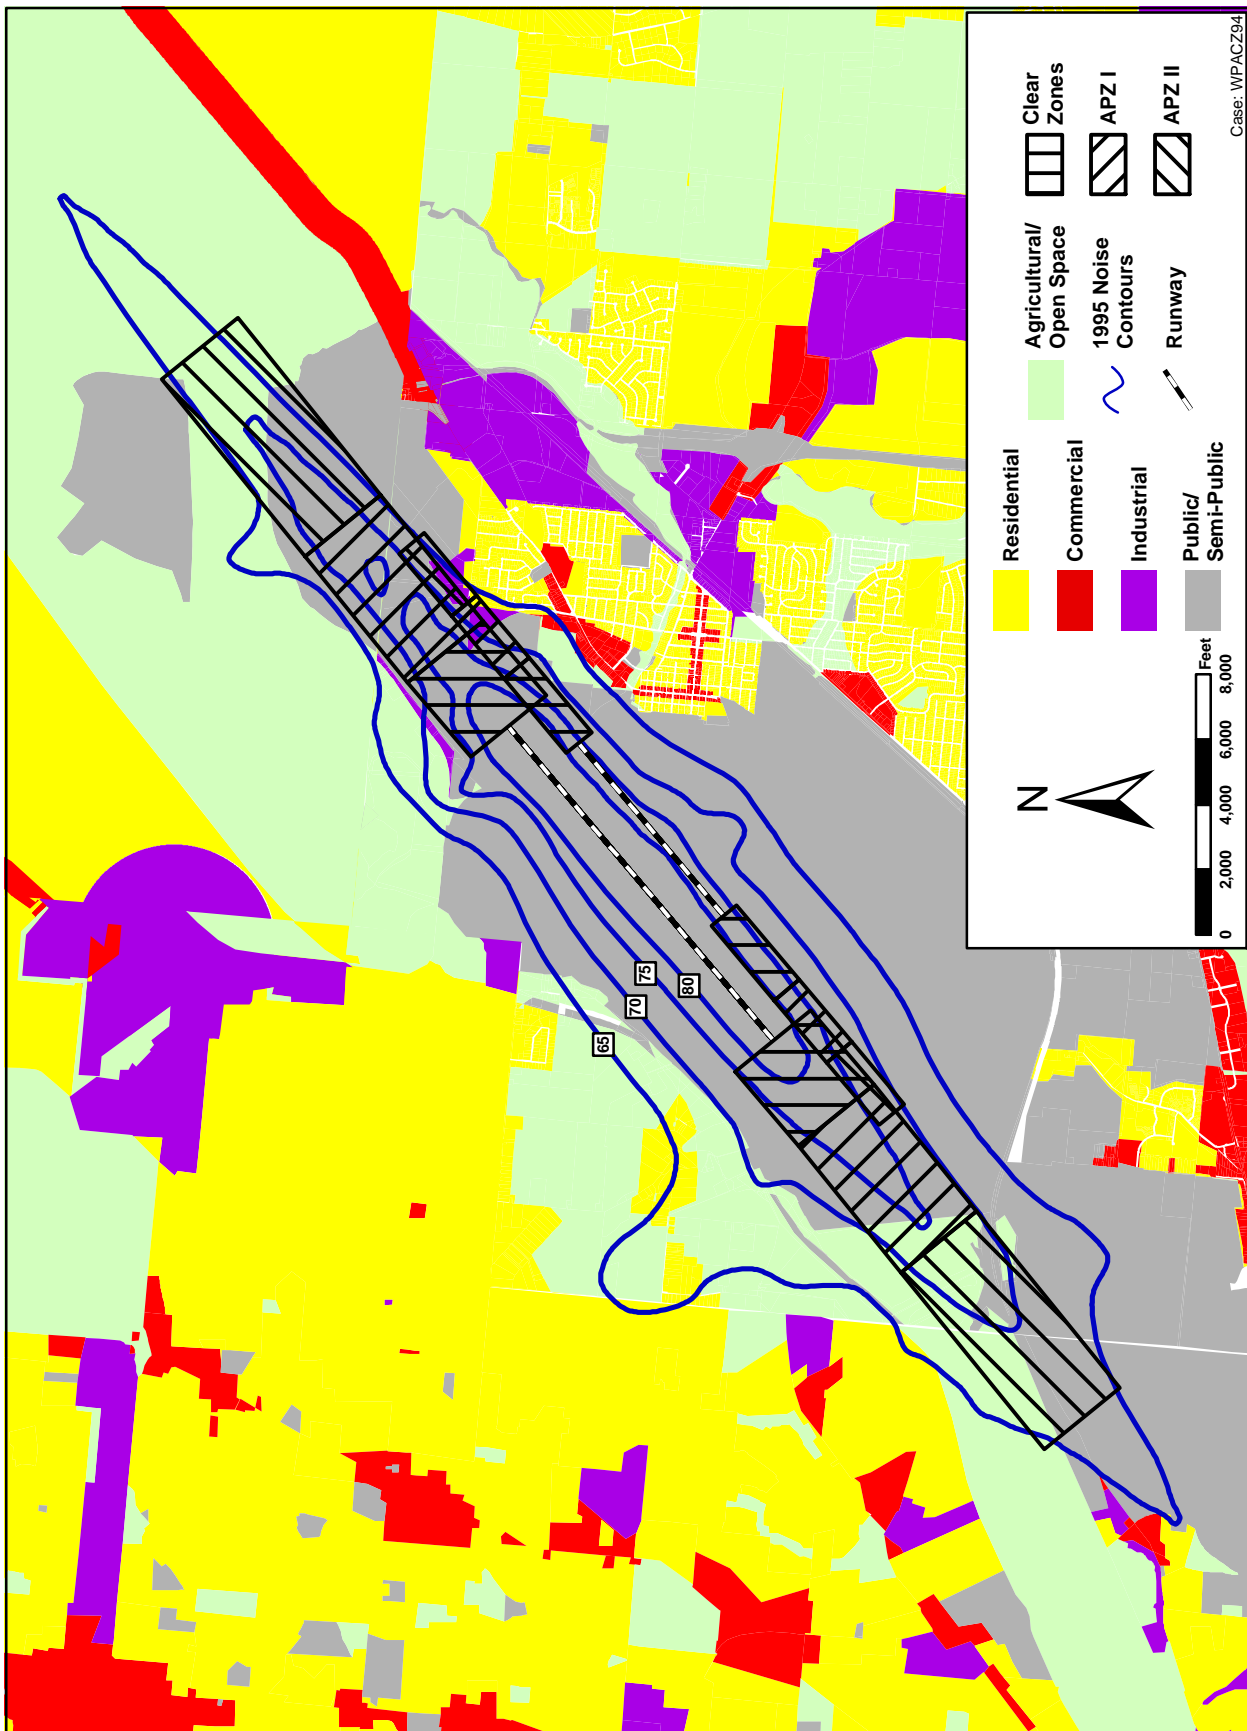 65
70
75
80
N
0 2,000 4,000 6,000 8,000
Feet
Residential
Commercial
Industrial
Public/
Semi-Public
Agricultural/
Open Space
1995 Noise
Contours
Runway
Clear
Zones
APZ I
APZ II
Case: WPACZ94